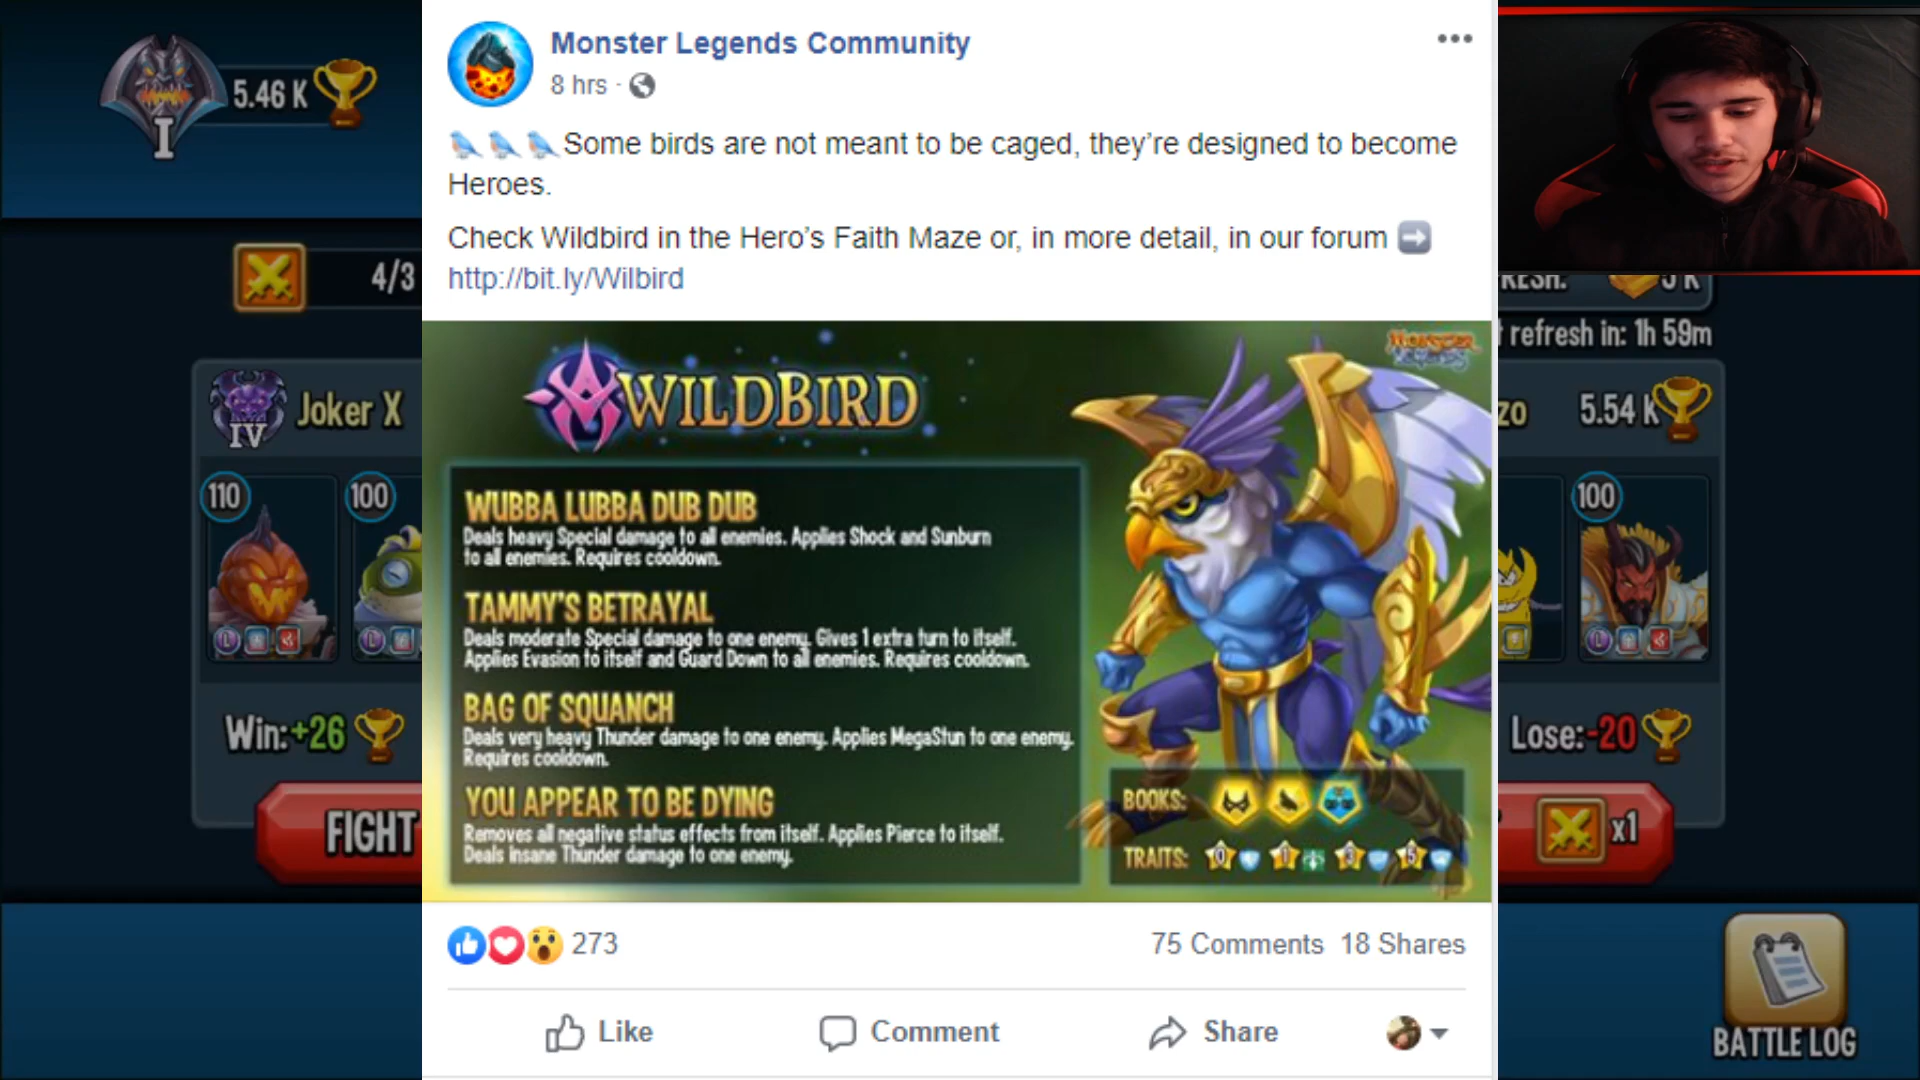 5.46 K
I
4/3
Joker X
IV
110
100
Win:+26
FIGHT
Monster Legends Community
8 hrs ·
Some birds are not meant to be caged, they're designed to become
Heroes.
Check Wildbird in the Hero's Faith Maze or, in more detail, in our forum
http://bit.ly/Wilbird
MONSTER
LEGENDS
WILDBIRD
WUBBA LUBBA DUB DUB
Deals heavy Special damage to all enemies. Applies Shock and Sunburn
to all enemies. Requires cooldown.
TAMMY'S BETRAYAL
Deals moderate Special damage to one enemy. Gives 1 extra turn to itself.
Applies Evasion to itself and Guard Down to all enemies. Requires cooldown.
BAG OF SQUANCH
Deals very heavy Thunder damage to one enemy. Applies MegaStun to one enemy.
Requires cooldown.
YOU APPEAR TO BE DYING
Removes all negative status effects from itself. Applies Pierce to itself.
Deals Insane Thunder damage to one enemy.
BOOKS:
TRAITS: 0 1 3 5
273
75 Comments 18 Shares
Like Comment Share
refresh in: 1h 59m
zo 5.54 K
100
Lose:-20
x1
BATTLE LOG